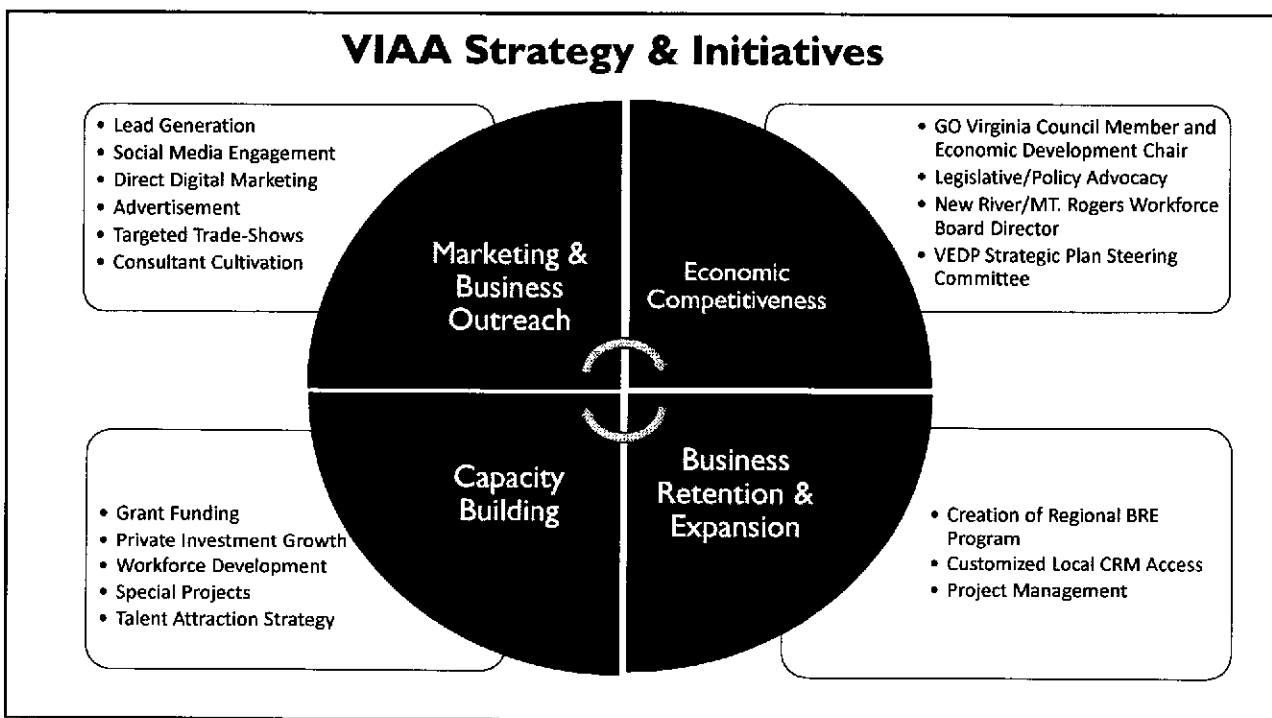 VIAA Strategy & Initiatives
• Lead Generation
• Social Media Engagement
• Direct Digital Marketing
• Advertisement
• Targeted Trade-Shows
• Consultant Cultivation
Marketing &
Business
Outreach
Economic
Competitiveness
• GO Virginia Council Member and
Economic Development Chair
• Legislative/Policy Advocacy
• New River/MT. Rogers Workforce
Board Director
• VEDP Strategic Plan Steering
Committee
• Grant Funding
• Private Investment Growth
• Workforce Development
• Special Projects
• Talent Attraction Strategy
Capacity
Building
Business
Retention &
Expansion
• Creation of Regional BRE
Program
• Customized Local CRM Access
• Project Management